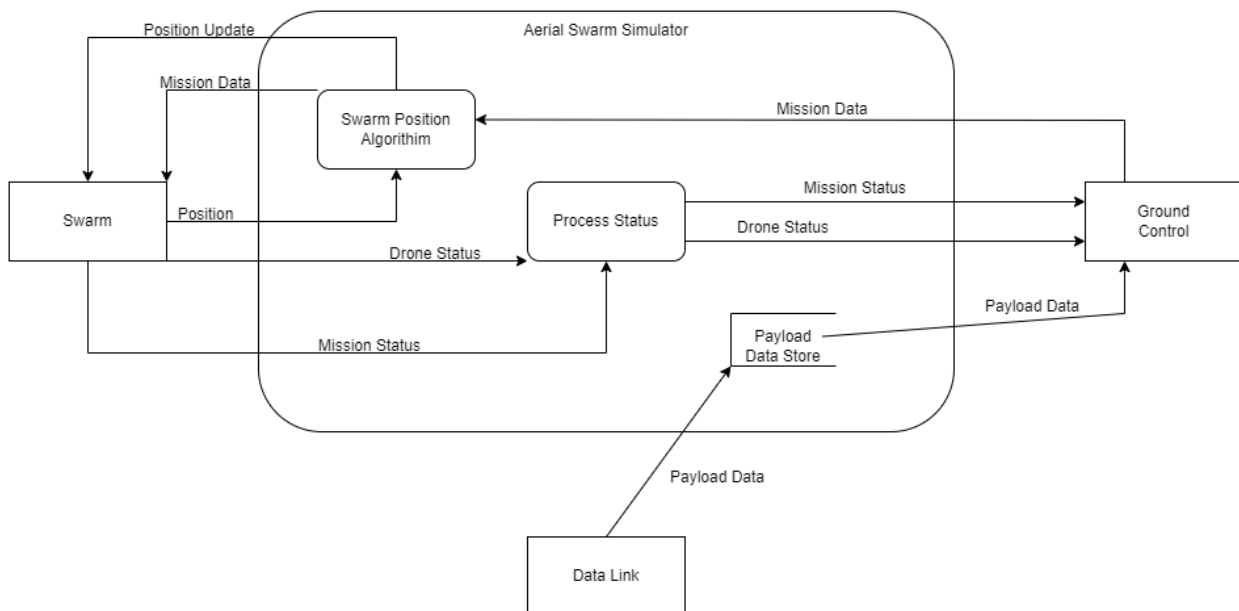 Position Update
Aerial Swarm Simulator
Mission Data
Swarm Position
Algorithim
Mission Data
Swarm
Position
Process Status
Mission Status
Ground
Control
Drone Status
Drone Status
Payload Data
Mission Status
Payload
Data Store
Payload Data
Data Link